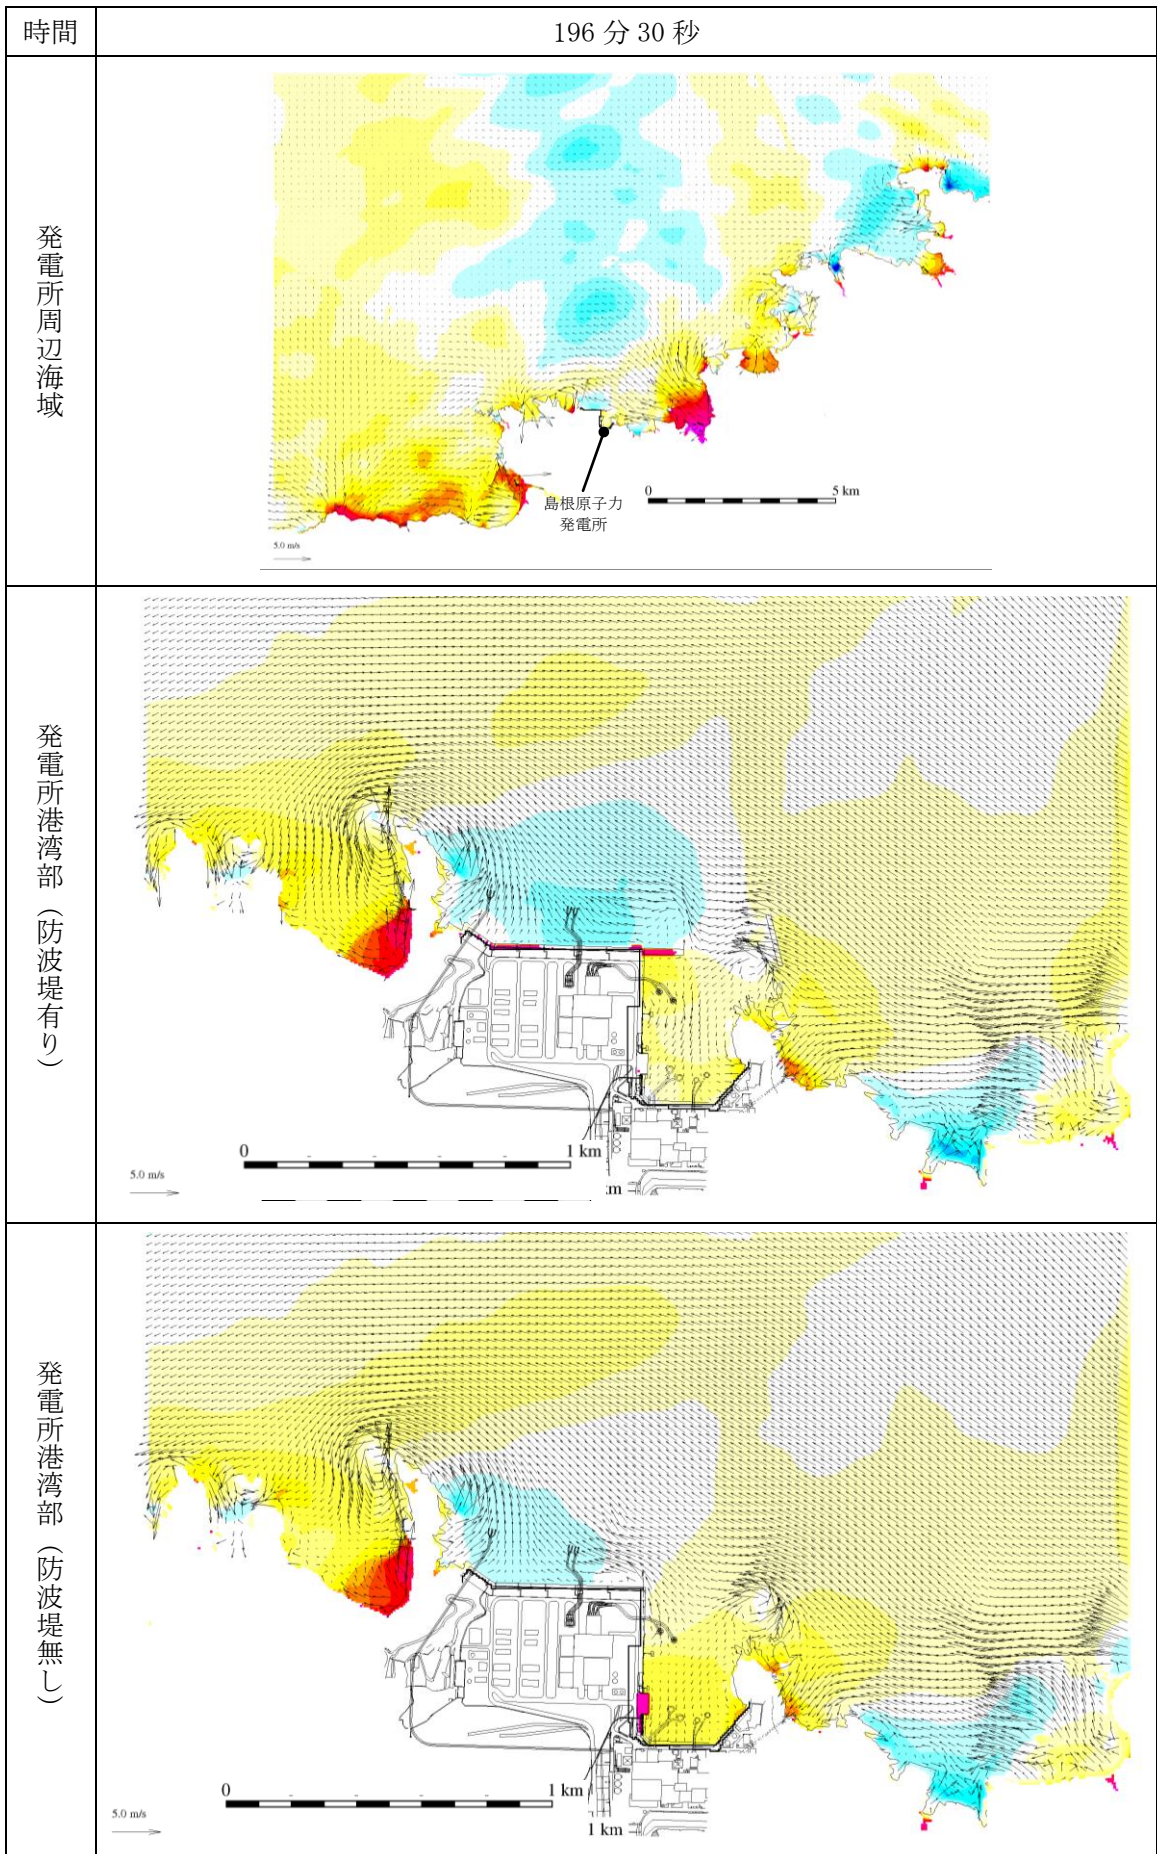 時間
196 分 30 秒
発電所周辺海域
島根原子力
発電所
0
5 km
5.0 m/s
発電所港湾部（防波堤有り）
0
1 km
5.0 m/s
km
発電所港湾部（防波堤無し）
0
1 km
5.0 m/s
1 km